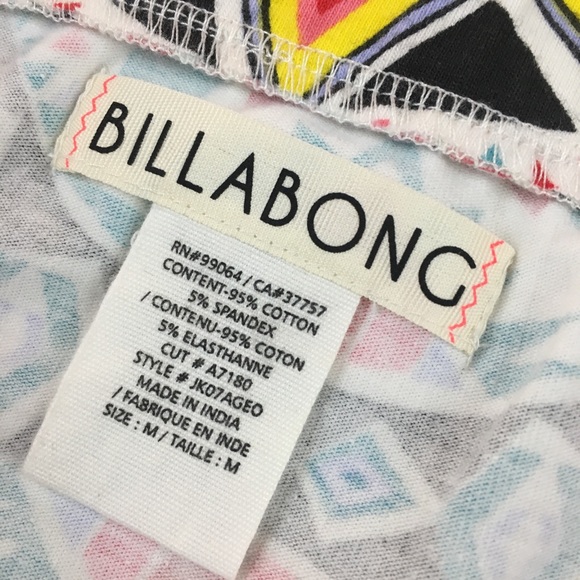 BILLABONG
RN#99064 / CA#37757
CONTENT-95% COTTON
5% SPANDEX
/ CONTENU-95% COTON
5% ELASTHANNE
CUT # A7180
STYLE # JK07AGEO
MADE IN INDIA
/ FABRIQUE EN INDE
SIZE : M / TAILLE : M